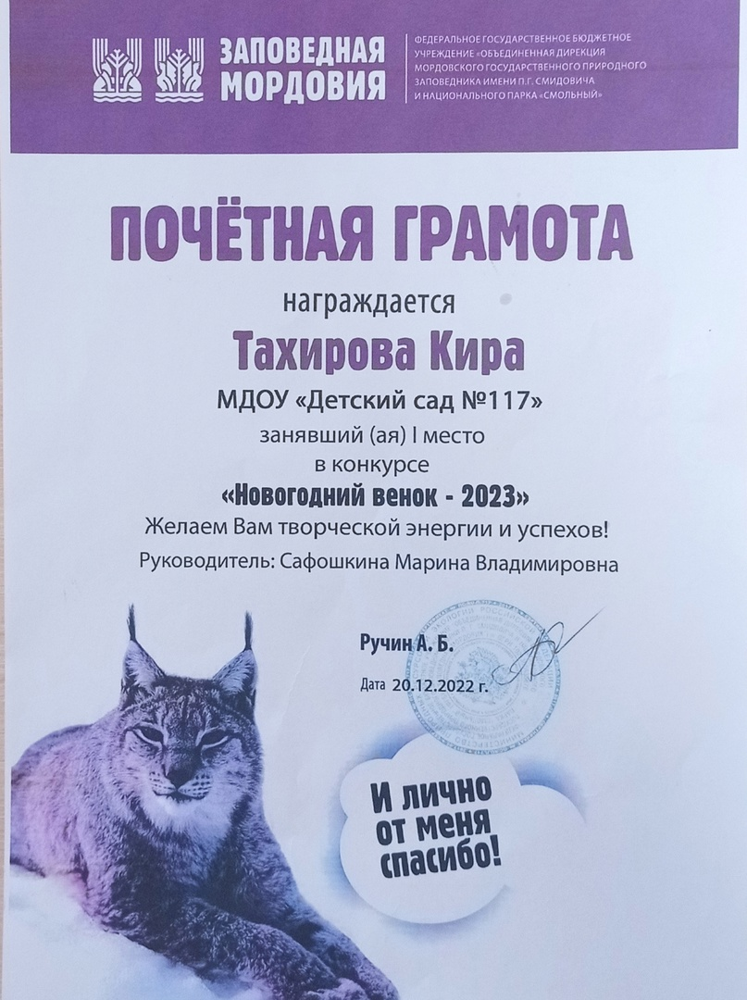 ЗАПОВЕДНАЯ
МОРДОВИЯ
ФЕДЕРАЛЬНОЕ ГОСУДАРСТВЕННОЕ БЮДЖЕТНОЕ
УЧРЕЖДЕНИЕ «ОБЪЕДИНЕННАЯ ДИРЕКЦИЯ
МОРДОВСКОГО ГОСУДАРСТВЕННОГО ПРИРОДНОГО
ЗАПОВЕДНИКА ИМЕНИ П.Г. СМИДОВИЧА
И НАЦИОНАЛЬНОГО ПАРКА «СМОЛЬНЫЙ»
ПОЧЁТНАЯ ГРАМОТА
награждается
Тахирова Кира
МДОУ «Детский сад №117»
занявший (ая) I место
в конкурсе
«Новогодний венок - 2023»
Желаем Вам творческой энергии и успехов!
Руководитель: Сафошкина Марина Владимировна
Ручин А. Б.
Дата 20.12.2022 г.
И лично
от меня
спасибо!